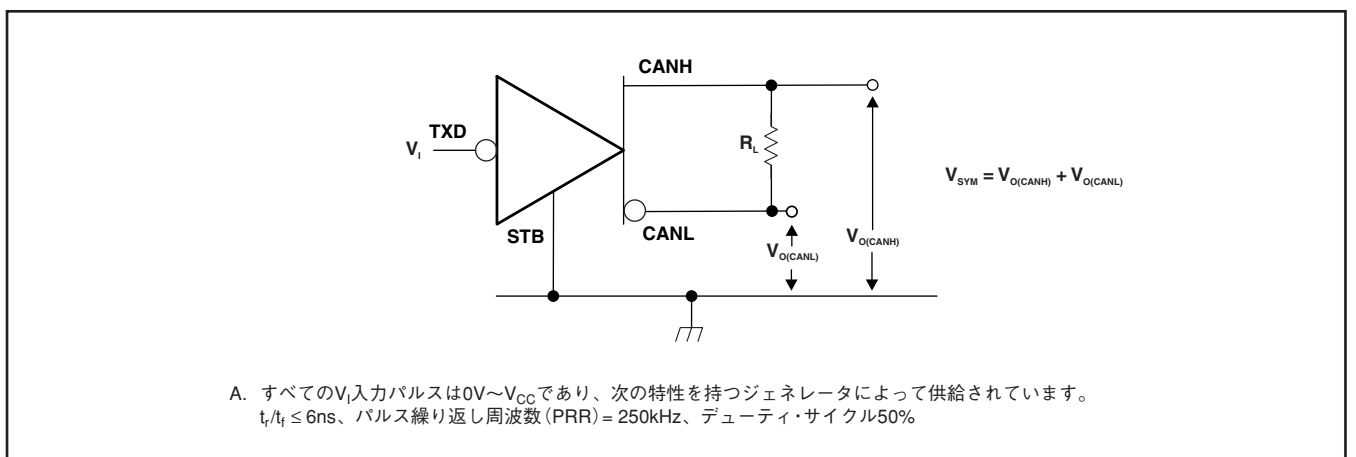 CANH
TXD
V_I
R_L
V_SYM = V_O(CANH) + V_O(CANL)
STB
CANL
V_O(CANL)
V_O(CANH)
A. すべてのV_I入力パルスは0V～V_CCであり、次の特性を持つジェネレータによって供給されています。
t_r/t_f ≤ 6ns、パルス繰り返し周波数(PRR) = 250kHz、デューティ・サイクル50%